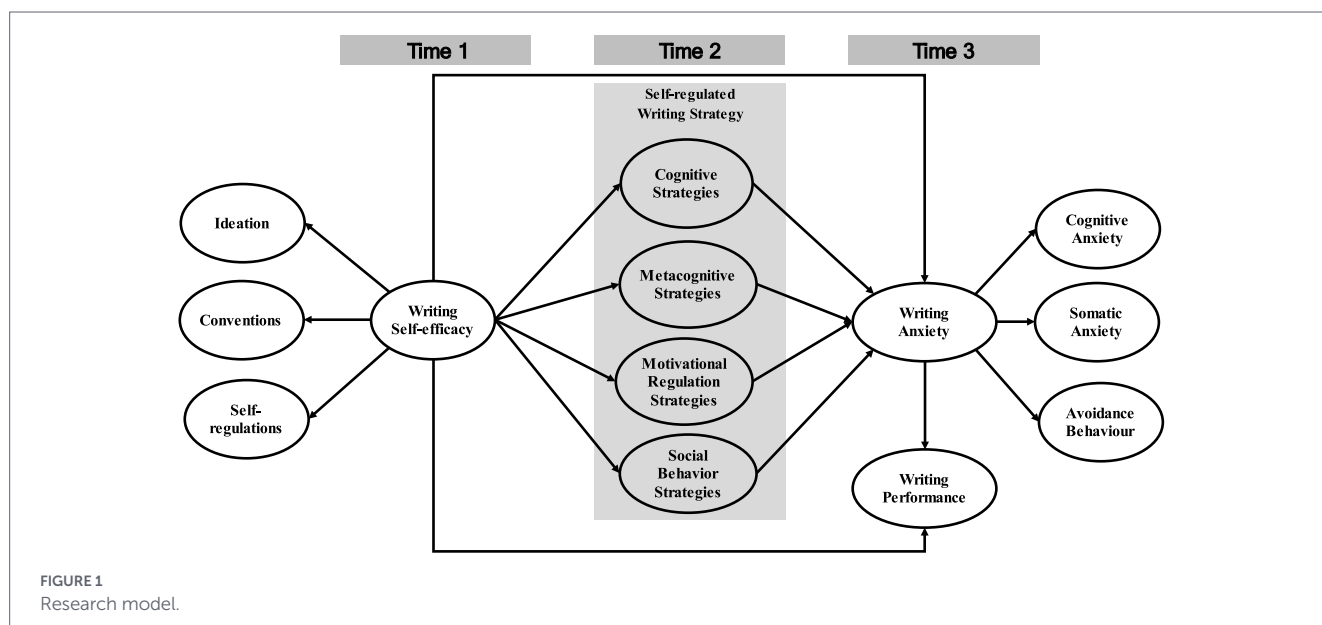 Time 1
Time 2
Time 3
Self-regulated
Writing Strategy
Ideation
Conventions
Self-
regulations
Writing
Self-efficacy
Cognitive
Strategies
Metacognitive
Strategies
Motivational
Regulation
Strategies
Social
Behavior
Strategies
Writing
Anxiety
Writing
Performance
Cognitive
Anxiety
Somatic
Anxiety
Avoidance
Behaviour
FIGURE 1
Research model.